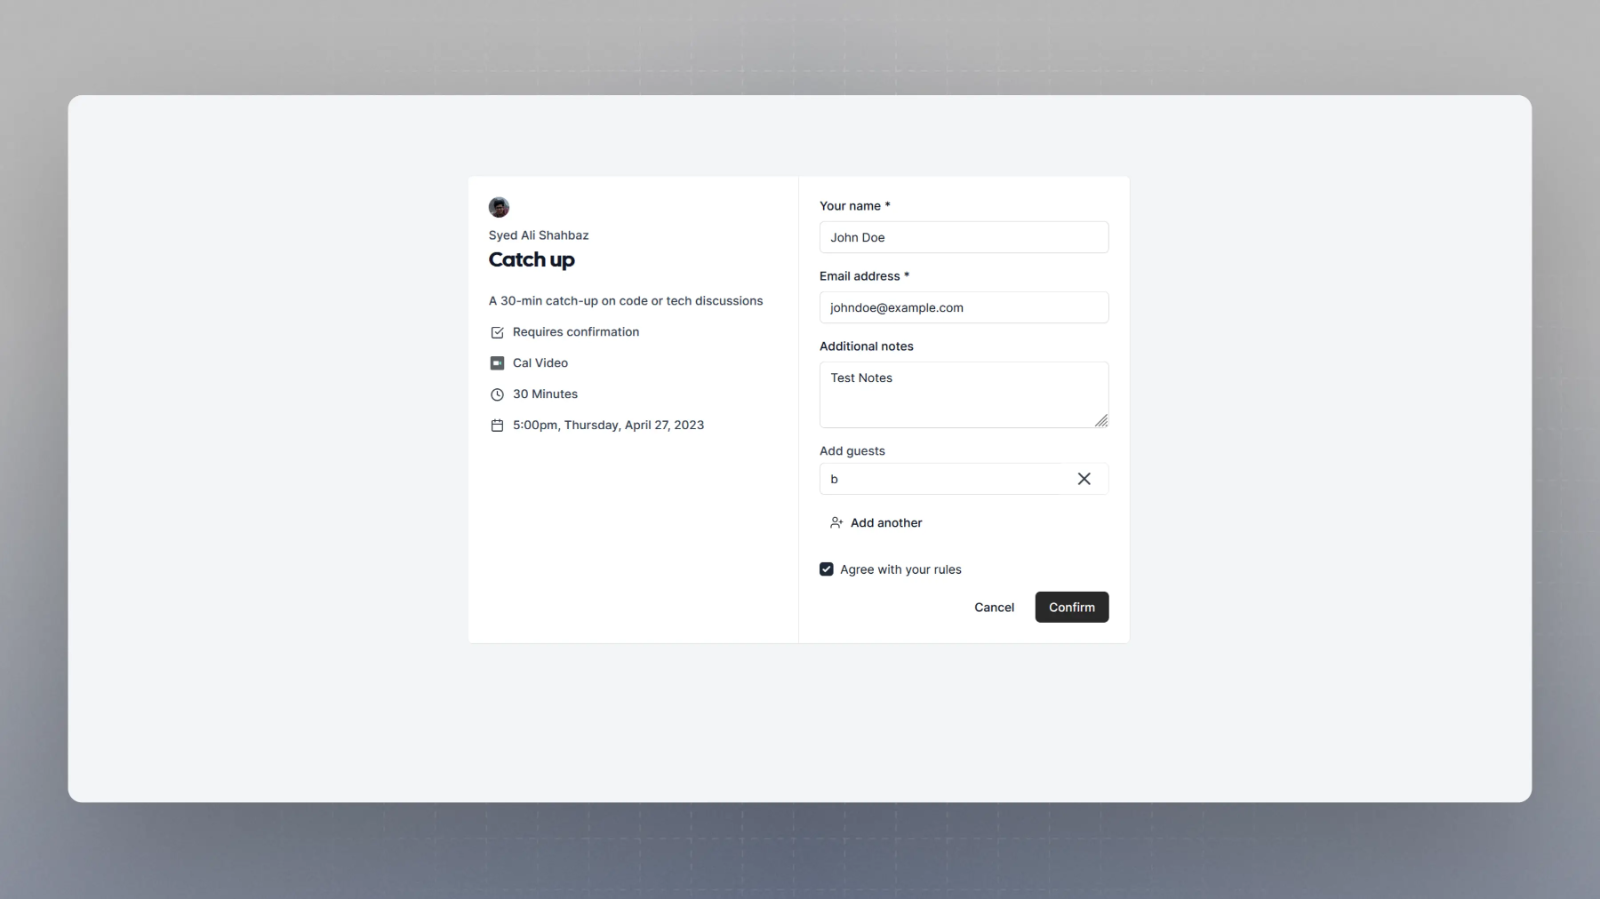 Syed Ali Shahbaz
Catch up
A 30-min catch-up on code or tech discussions
Requires confirmation
Cal Video
30 Minutes
5:00pm, Thursday, April 27, 2023
Your name *
John Doe
Email address *
johndoe@example.com
Additional notes
Test Notes
Add guests
b
Add another
Agree with your rules
Cancel
Confirm